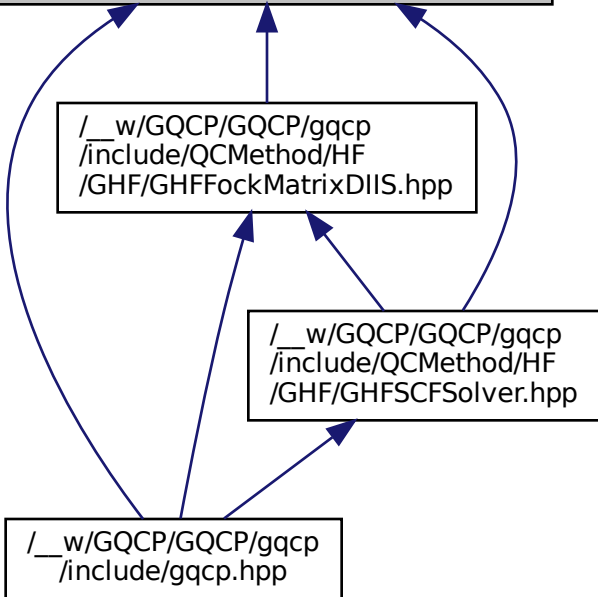 /__w/GQCP/GQCP/gqcp
/include/QCMethod/HF
/GHF/GHFFockMatrixDIIS.hpp
/__w/GQCP/GQCP/gqcp
/include/QCMethod/HF
/GHF/GHFSCFSolver.hpp
/__w/GQCP/GQCP/gqcp
/include/gqcp.hpp